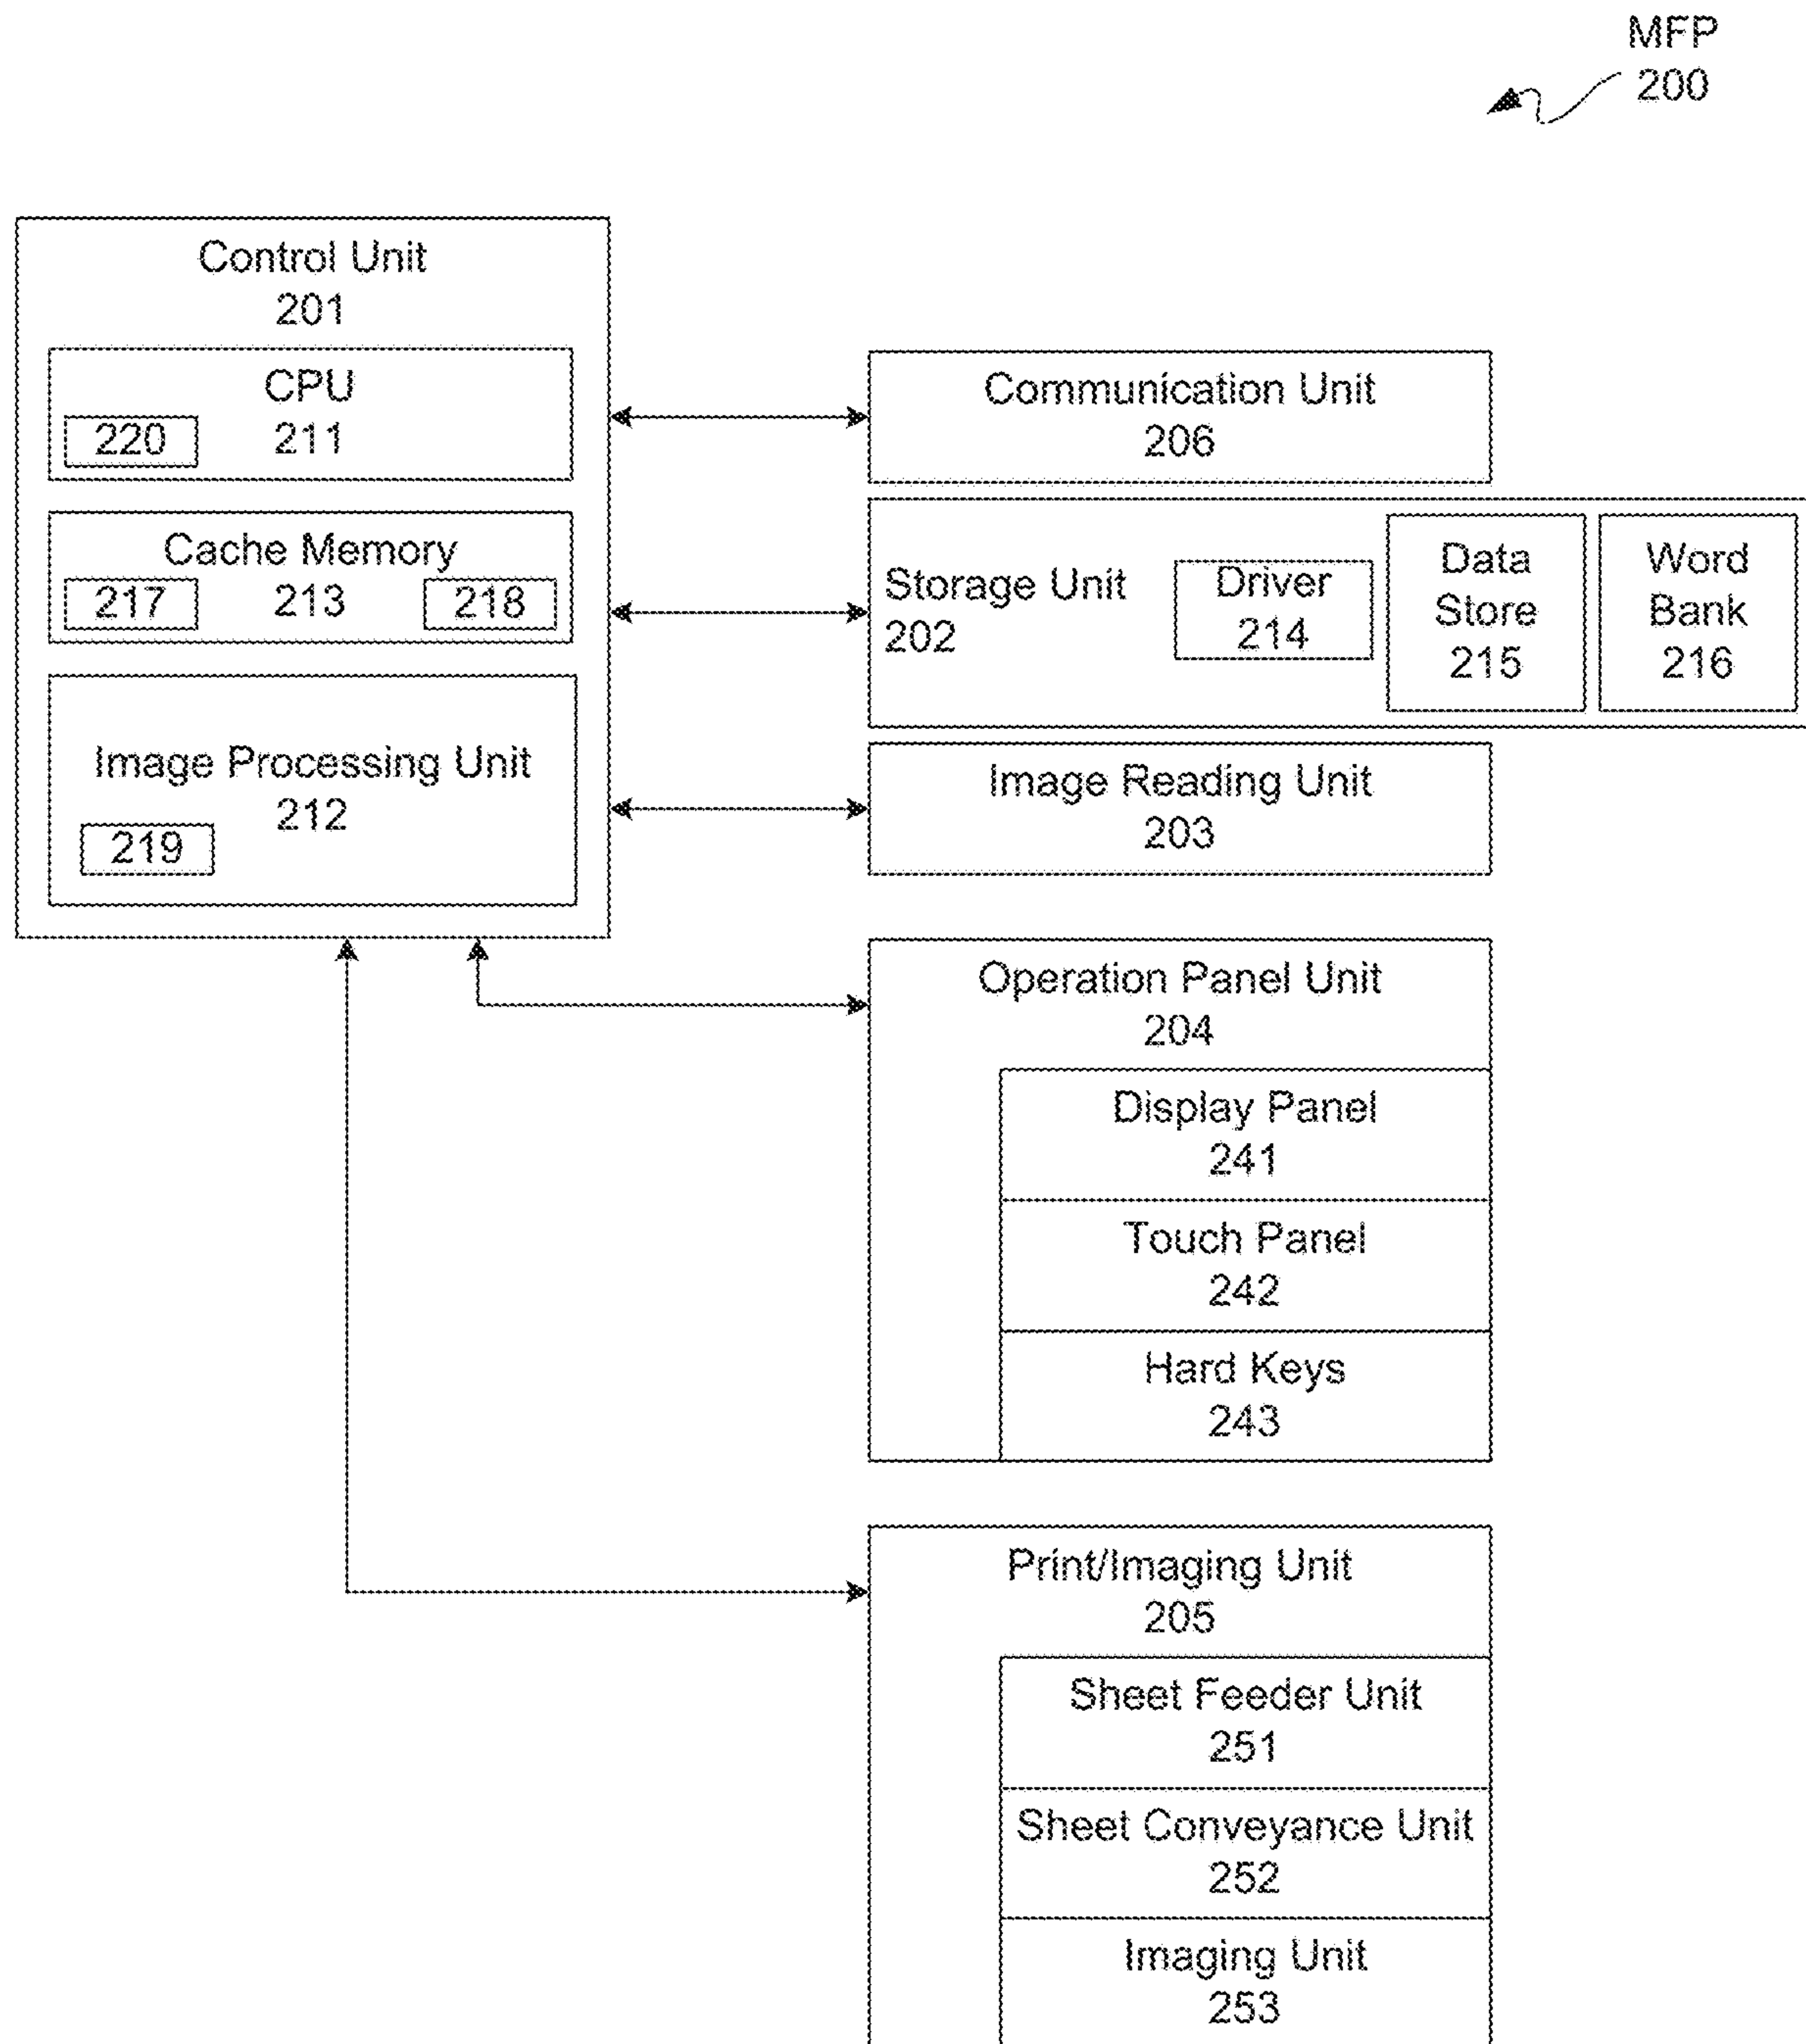 MFP
200
Control Unit
201
CPU
211
220
Cache Memory
213
217
218
Image Processing Unit
212
219
Communication Unit
206
Storage Unit
202
Driver
214
Data
Store
215
Word
Bank
216
Image Reading Unit
203
Operation Panel Unit
204
Display Panel
241
Touch Panel
242
Hard Keys
243
Print/Imaging Unit
205
Sheet Feeder Unit
251
Sheet Conveyance Unit
252
Imaging Unit
253